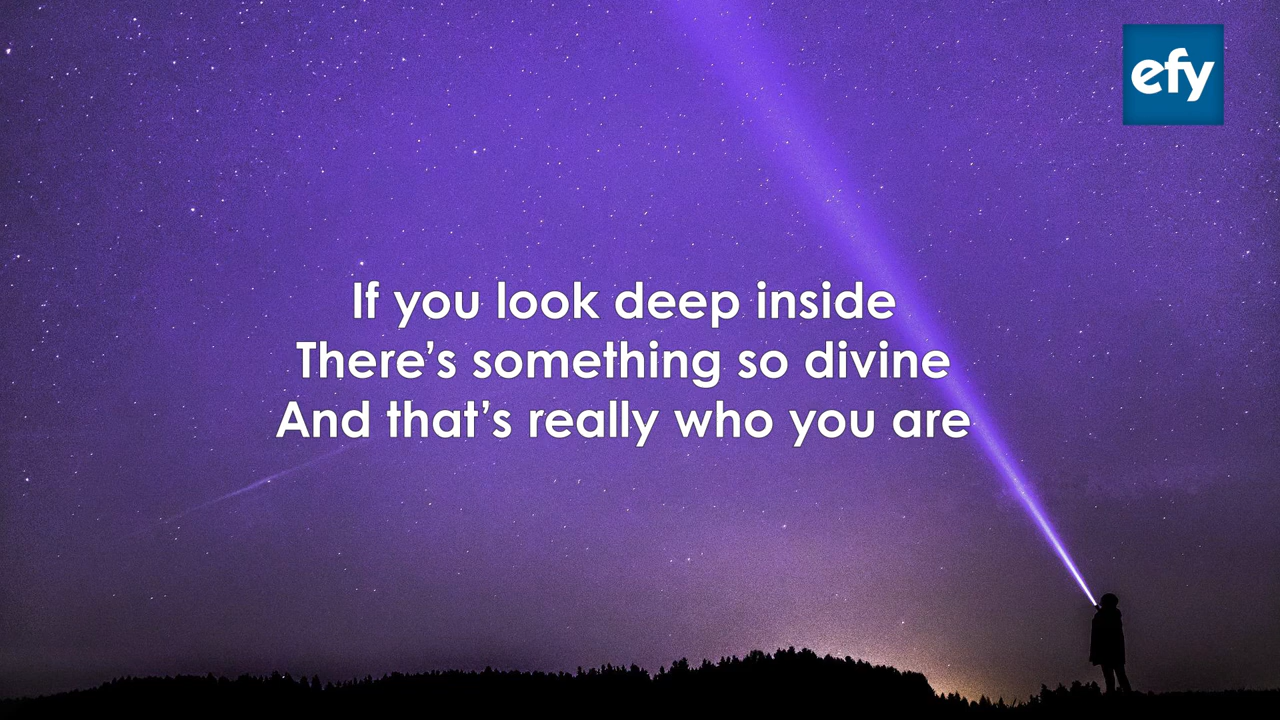 efy
If you look deep inside
There’s something so divine
And that’s really who you are